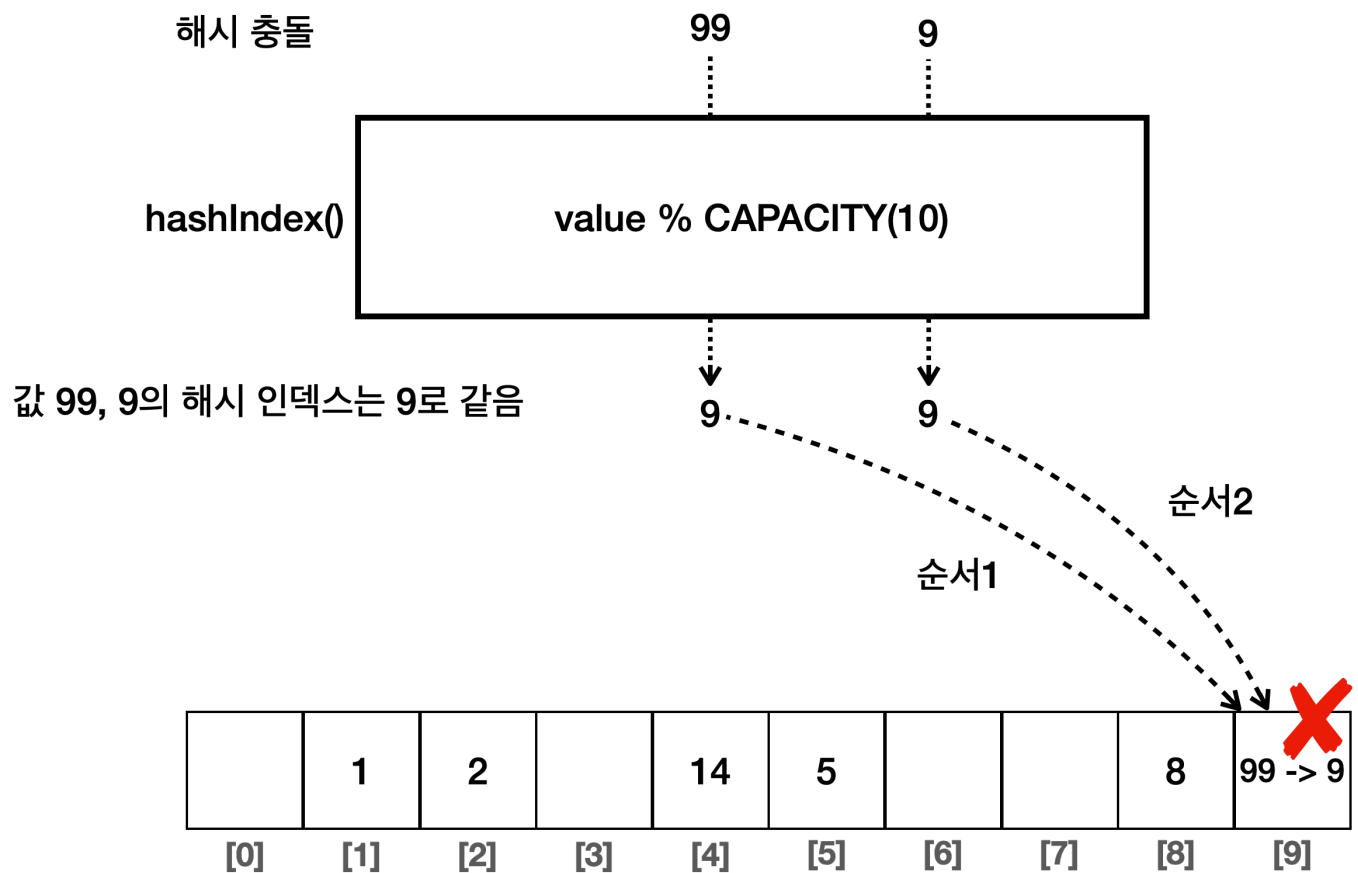 해시 충돌
99 9
hashIndex()
value % CAPACITY(10)
값 99, 9의 해시 인덱스는 9로 같음
9 9
순서2
순서1
1 2 14 5 8 99 -> 9
[0] [1] [2] [3] [4] [5] [6] [7] [8] [9]